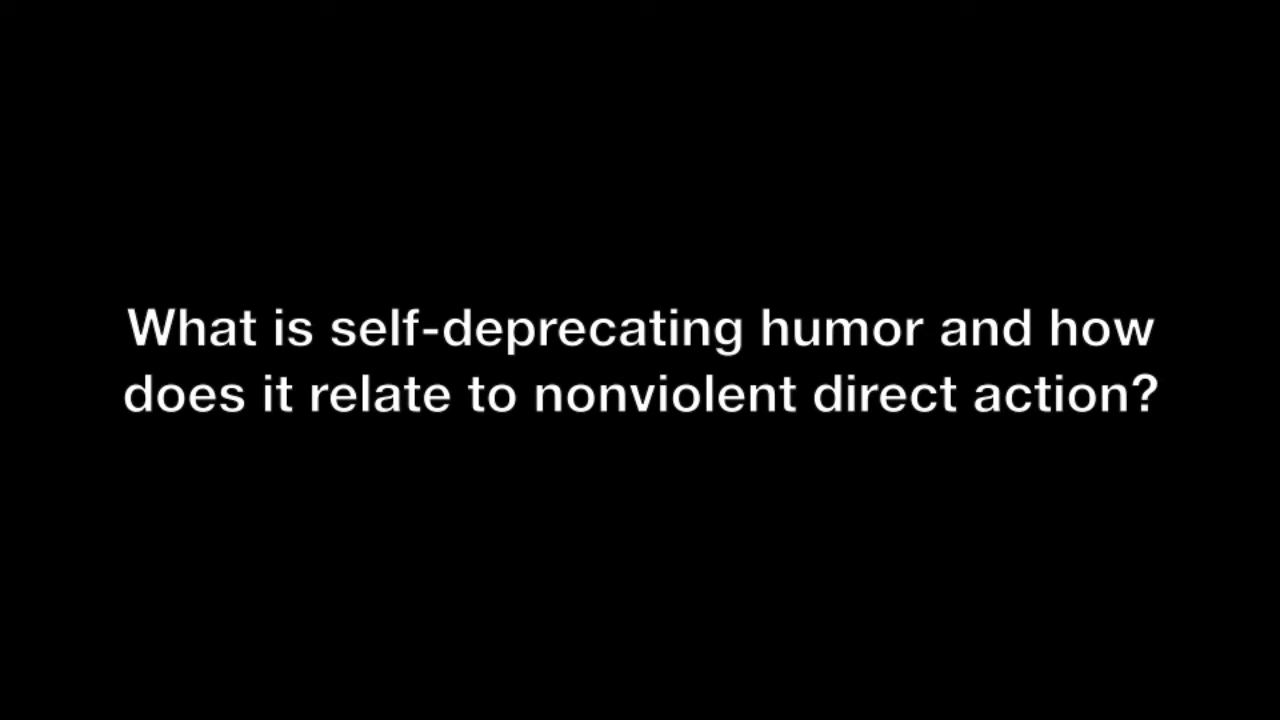 What is self-deprecating humor and how
does it relate to nonviolent direct action?